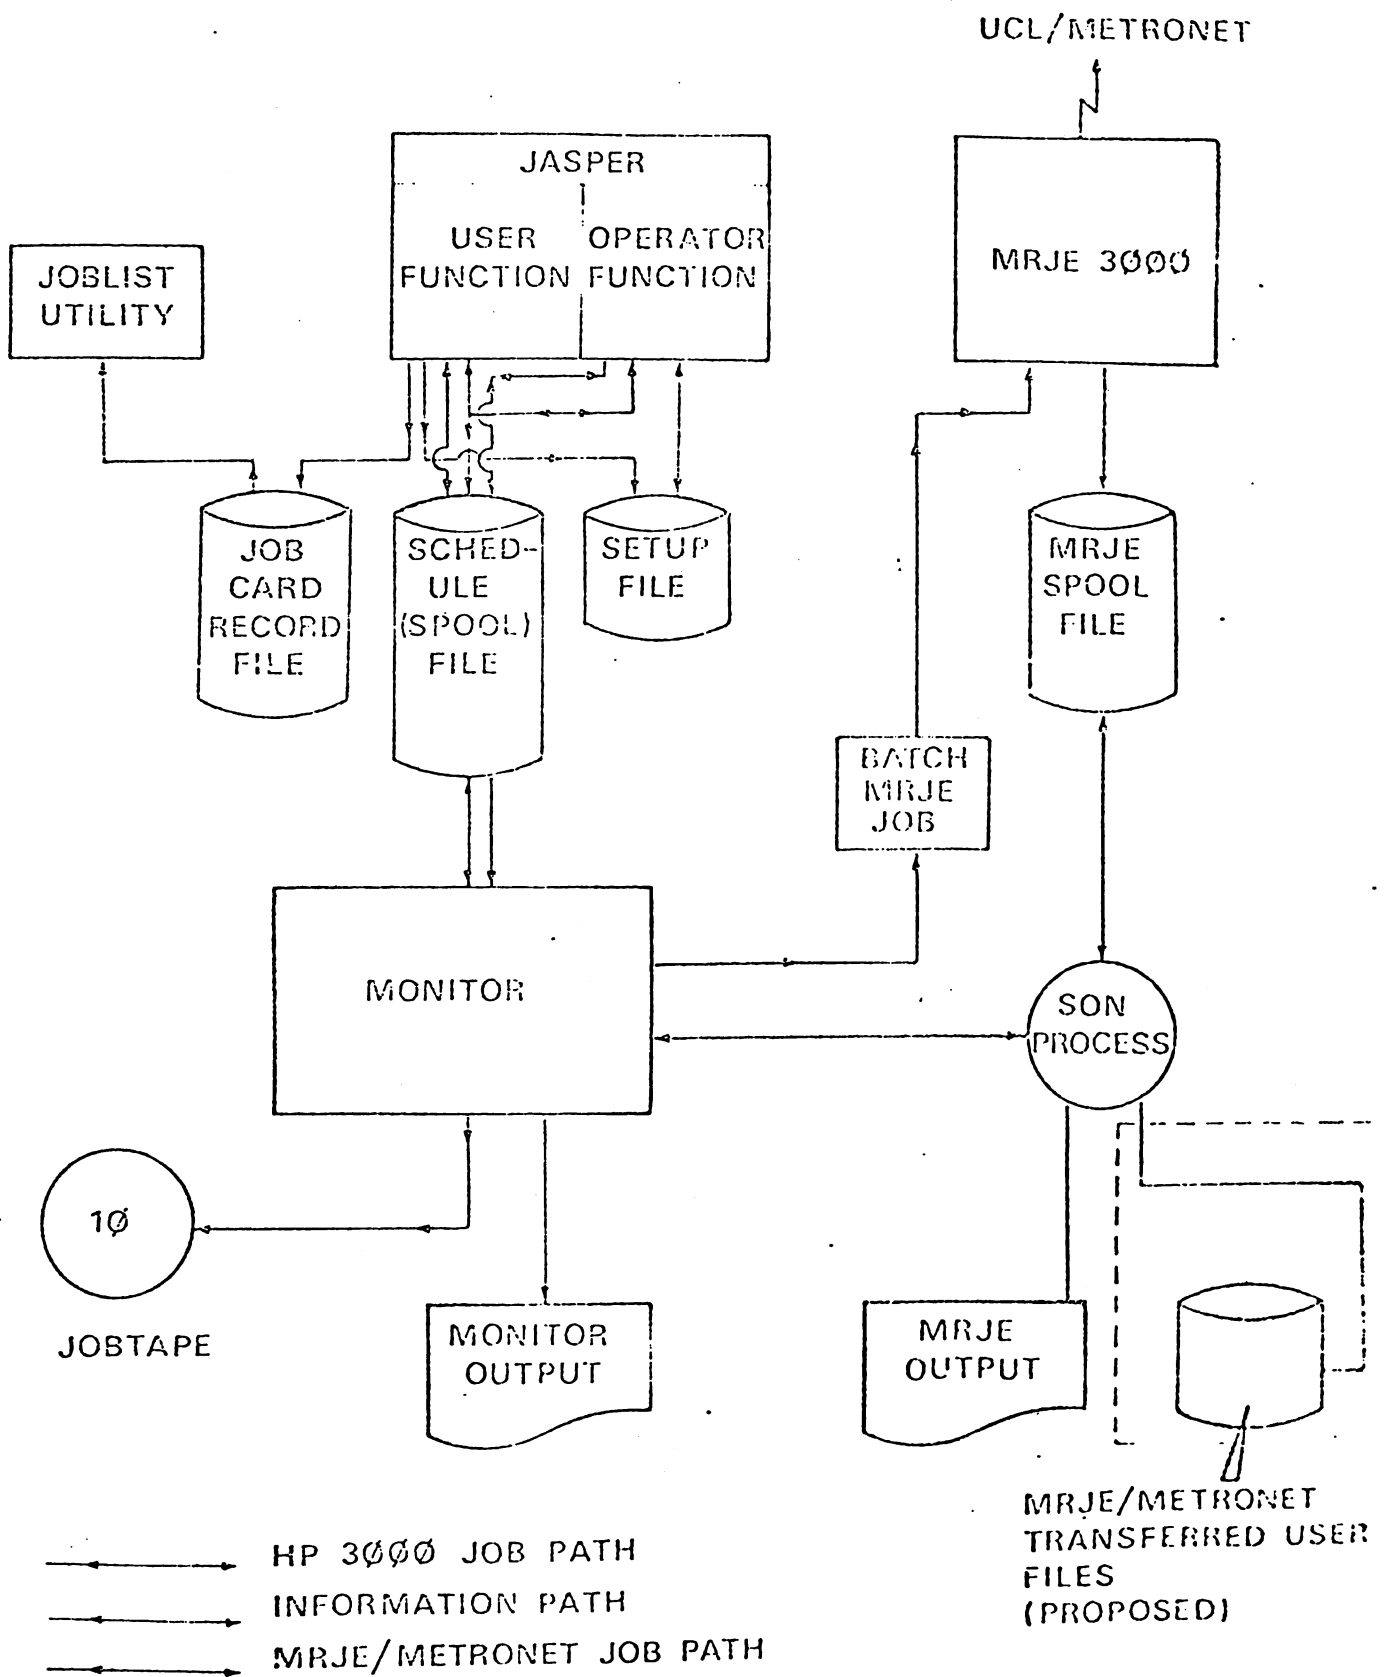 UCL/METRONET
JASPER
USER
FUNCTION
OPERATOR
FUNCTION
MRJE 3ØØØ
JOBLIST
UTILITY
JOB
CARD
RECORD
FILE
SCHED-
ULE
(SPOOL)
FILE
SETUP
FILE
MRJE
SPOOL
FILE
BATCH
MRJE
JOB
MONITOR
SON
PROCESS
1Ø
JOBTAPE
MONITOR
OUTPUT
MRJE
OUTPUT
MRJE/METRONET
TRANSFERRED USER
FILES
(PROPOSED)
HP 3ØØØ JOB PATH
INFORMATION PATH
MRJE/METRONET JOB PATH